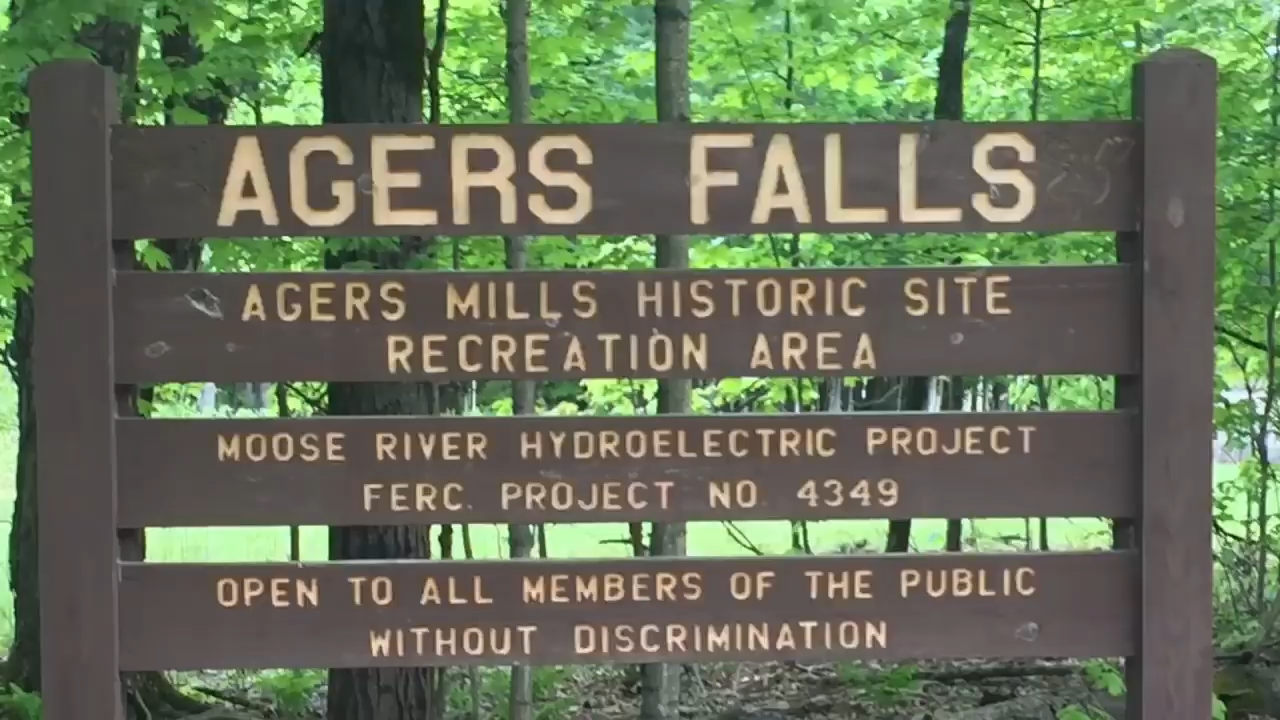 AGERS FALLS
AGERS MILLS HISTORIC SITE
RECREATION AREA
MOOSE RIVER HYDROELECTRIC PROJECT
FERC. PROJECT NO. 4349
OPEN TO ALL MEMBERS OF THE PUBLIC
WITHOUT DISCRIMINATION